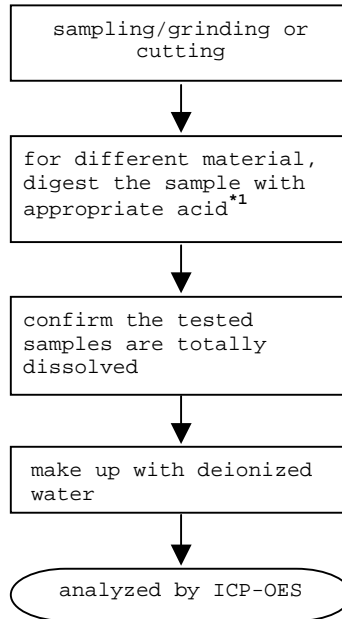 sampling/grinding or
cutting
for different material,
digest the sample with
appropriate acid*1
confirm the tested
samples are totally
dissolved
make up with deionized
water
analyzed by ICP-OES